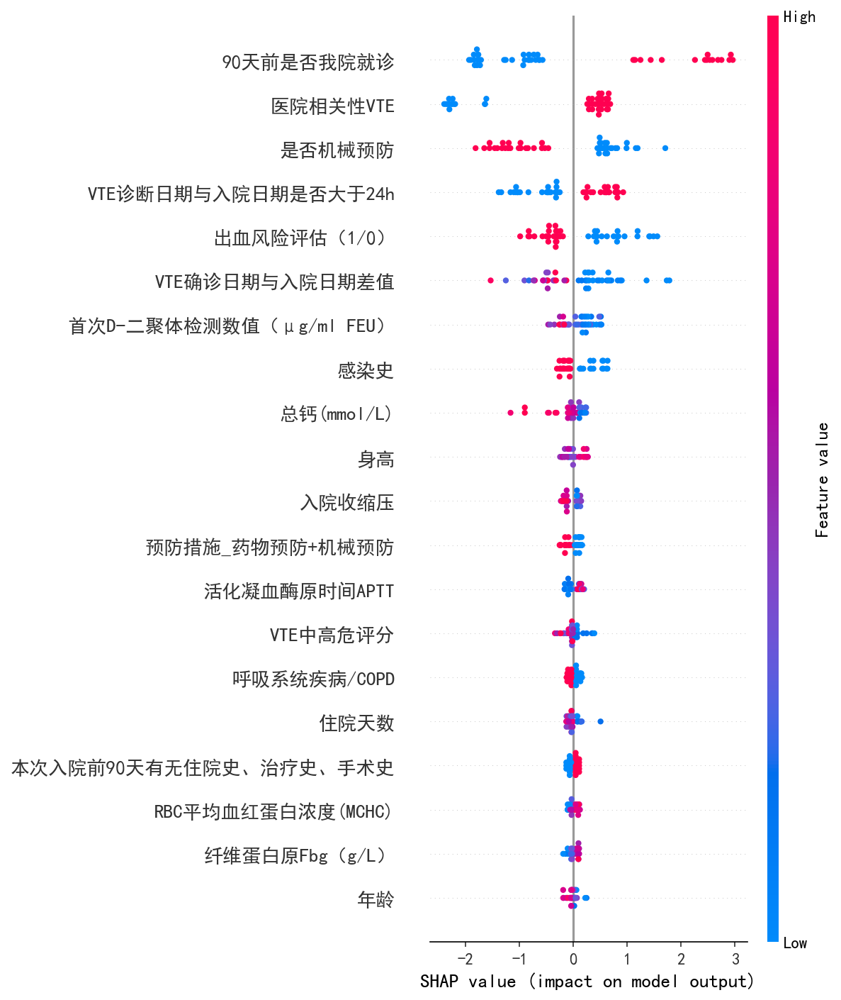 High
90天前是否我院就诊
医院相关性VTE
是否机械预防
VTE诊断日期与入院日期是否大于24h
出血风险评估（1/0）
VTE确诊日期与入院日期差值
首次D-二聚体检测数值（μg/ml FEU）
感染史
总钙(mmol/L)
身高
入院收缩压
预防措施_药物预防+机械预防
活化凝血酶原时间APTT
VTE中高危评分
呼吸系统疾病/COPD
住院天数
本次入院前90天有无住院史、治疗史、手术史
RBC平均血红蛋白浓度(MCHC)
纤维蛋白原Fbg（g/L）
年龄
Feature value
Low
−2 −1 0 1 2 3
SHAP value (impact on model output)